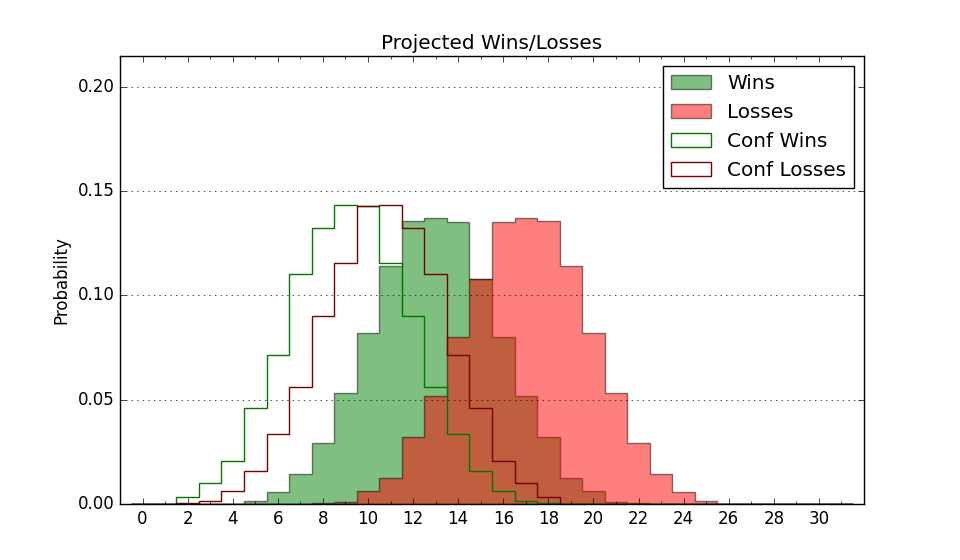 Projected Wins/Losses
0.20
0.15
0.10
0.05
0.00
Probability
Wins
Losses
Conf Wins
Conf Losses
0 2 4 6 8 10 12 14 16 18 20 22 24 26 28 30